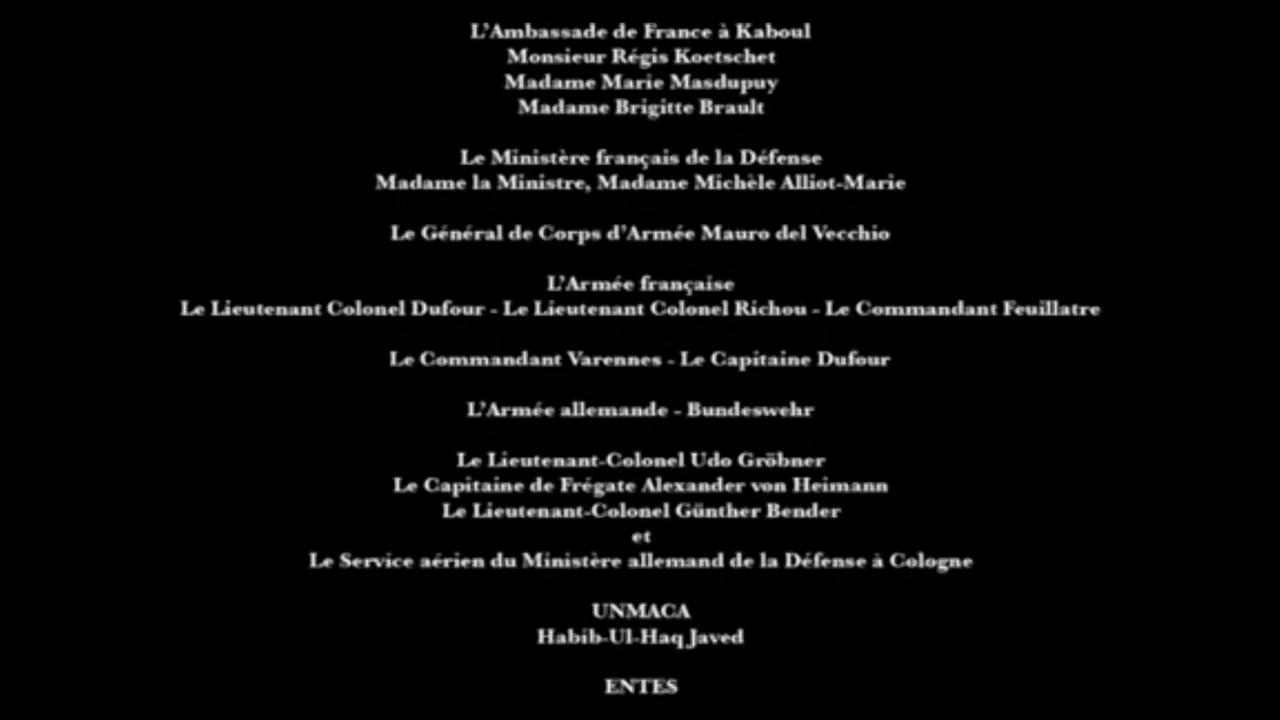 L'Ambassade de France à Kaboul
Monsieur Régis Koetschet
Madame Marie Masdupuy
Madame Brigitte Brault
Le Ministère français de la Défense
Madame la Ministre, Madame Michèle Alliot-Marie
Le Général de Corps d'Armée Mauro del Vecchio
L'Armée française
Le Lieutenant Colonel Dufour - Le Lieutenant Colonel Richou - Le Commandant Feuillatre
Le Commandant Varennes - Le Capitaine Dufour
L'Armée allemande - Bundeswehr
Le Lieutenant-Colonel Udo Gröbner
Le Capitaine de Frégate Alexander von Heimann
Le Lieutenant-Colonel Günther Bender
et
Le Service aérien du Ministère allemand de la Défense à Cologne
UNMACA
Habib-Ul-Haq Javed
ENTES